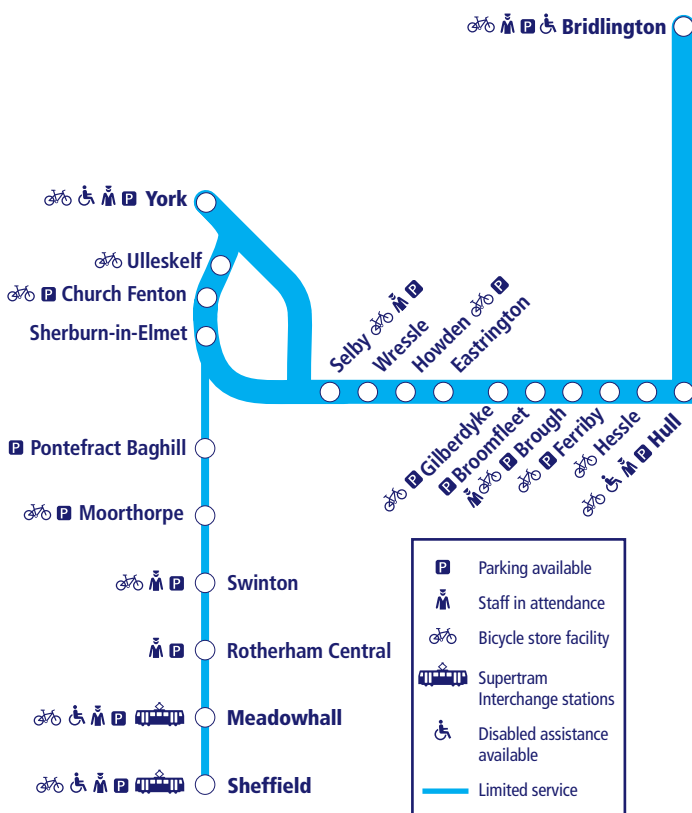 Bridlington
York
Ulleskelf
Church Fenton
Sherburn-in-Elmet
Selby
Wressle
Howden
Eastrington
Gilberdyke
Broomfleet
Brough
Ferriby
Hessle
Hull
Pontefract Baghill
Moorthorpe
Swinton
Rotherham Central
Meadowhall
Sheffield
P Parking available
Staff in attendance
Bicycle store facility
Supertram
Interchange stations
Disabled assistance
available
Limited service